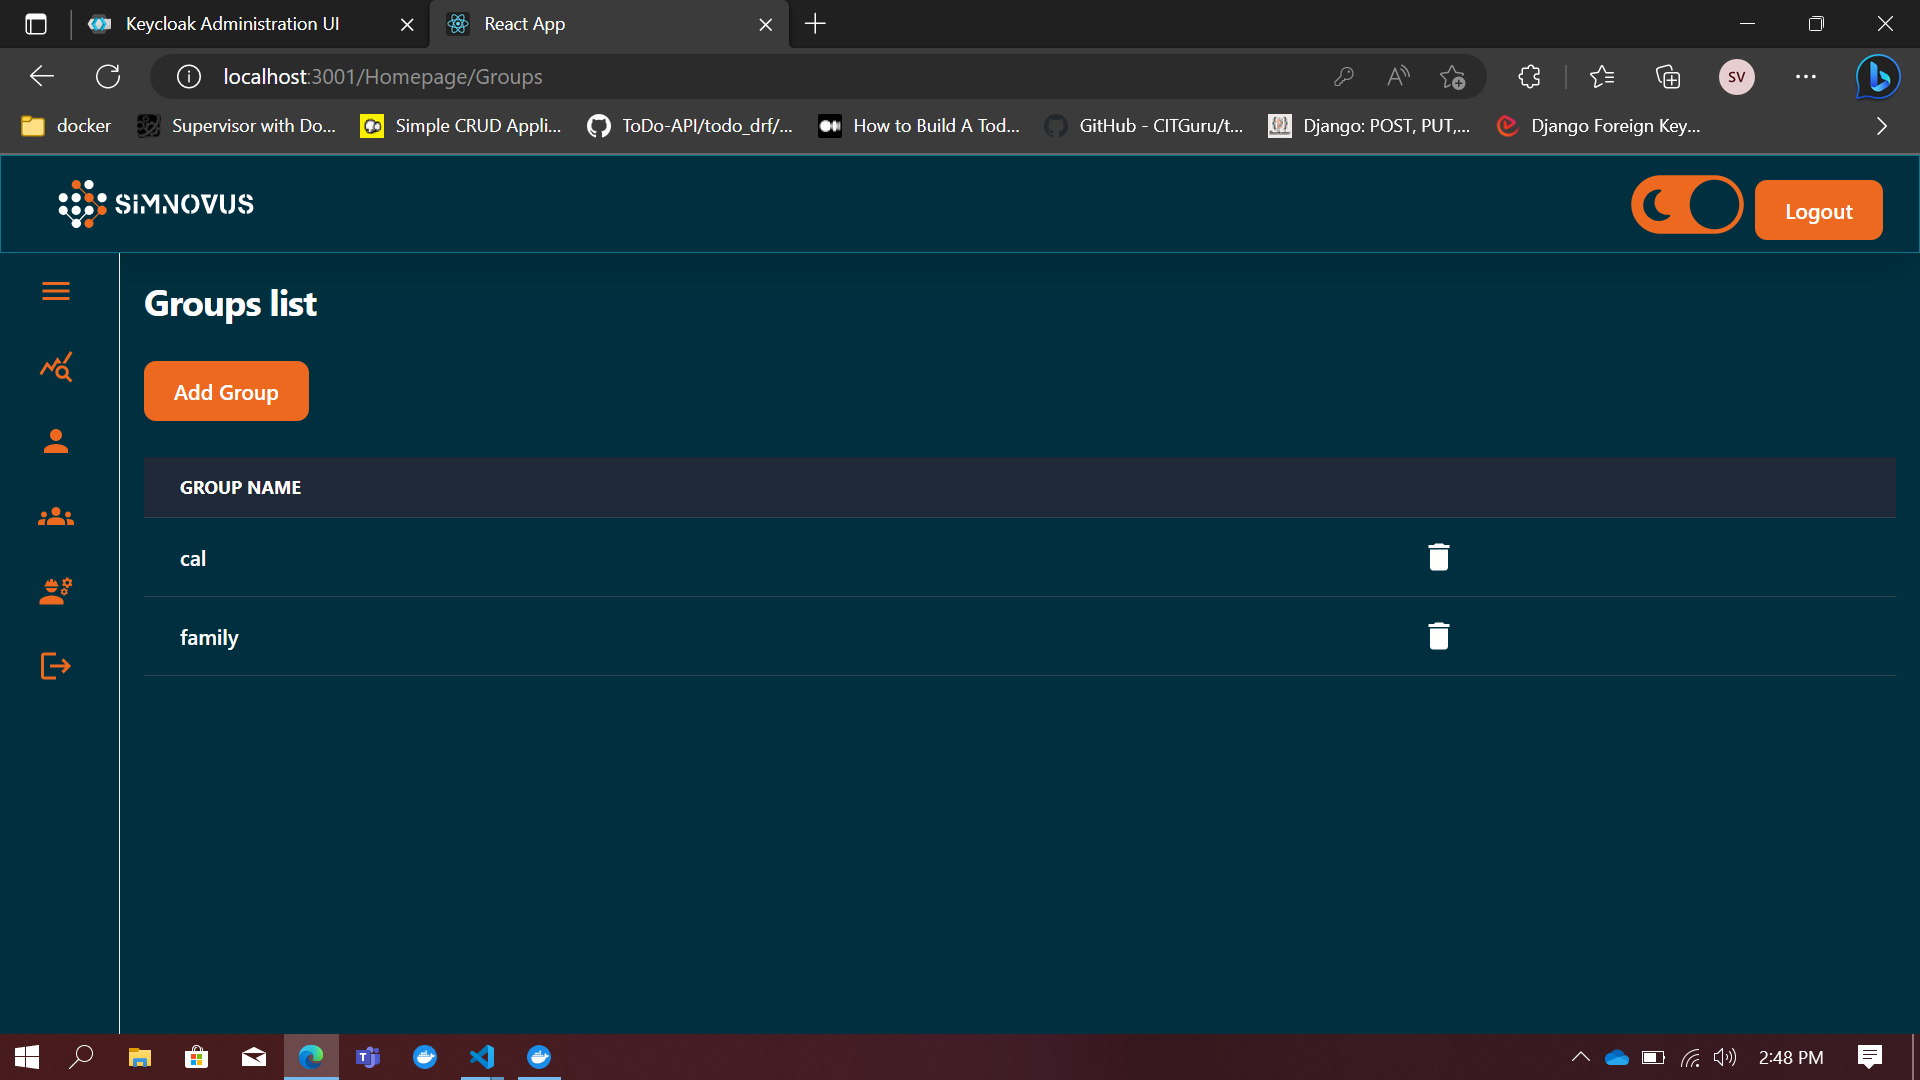 Keycloak Administration UI
React App
localhost:3001/Homepage/Groups
SV
docker
Supervisor with Do...
Simple CRUD Appli...
ToDo-API/todo_drf/...
How to Build A Tod...
GitHub - CITGuru/t...
Django: POST, PUT,...
Django Foreign Key...
SiMNOVUS
Logout
Groups list
Add Group
GROUP NAME
cal
family
2:48 PM